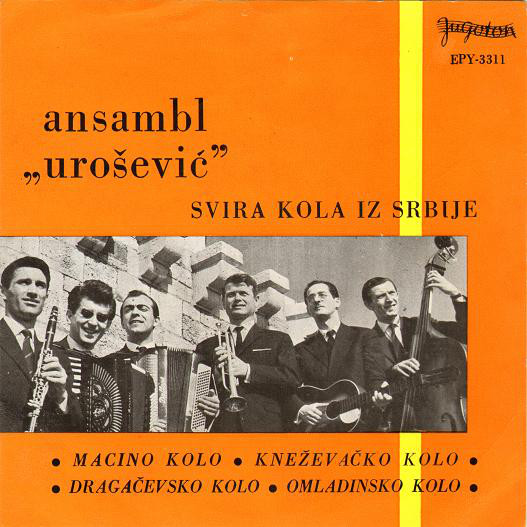 Jugoton
EPY-3311
ansambl
„urošević”
SVIRA KOLA IZ SRBIJE
• MACINO KOLO • KNEŽEVAČKO KOLO •
• DRAGAČEVSKO KOLO • OMLADINSKO KOLO •